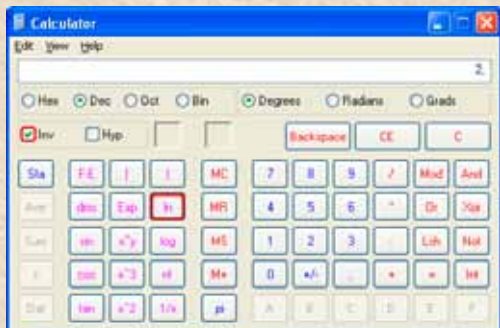 Calculator
Edit View Help
2.
Hex Dec Oct Bin Degrees Radians Grads
Inv Hyp Backspace CE C
Sta F-E ( ) MC 7 8 9 / Mod And
Ave dms Exp ln MR 4 5 6 * Or Xor
Sum sin x^y log MS 1 2 3 Lsh Not
s cos x^3 n! M+ 0 +/- . + = Int
Dat tan x^2 1/x pi A B C D E F